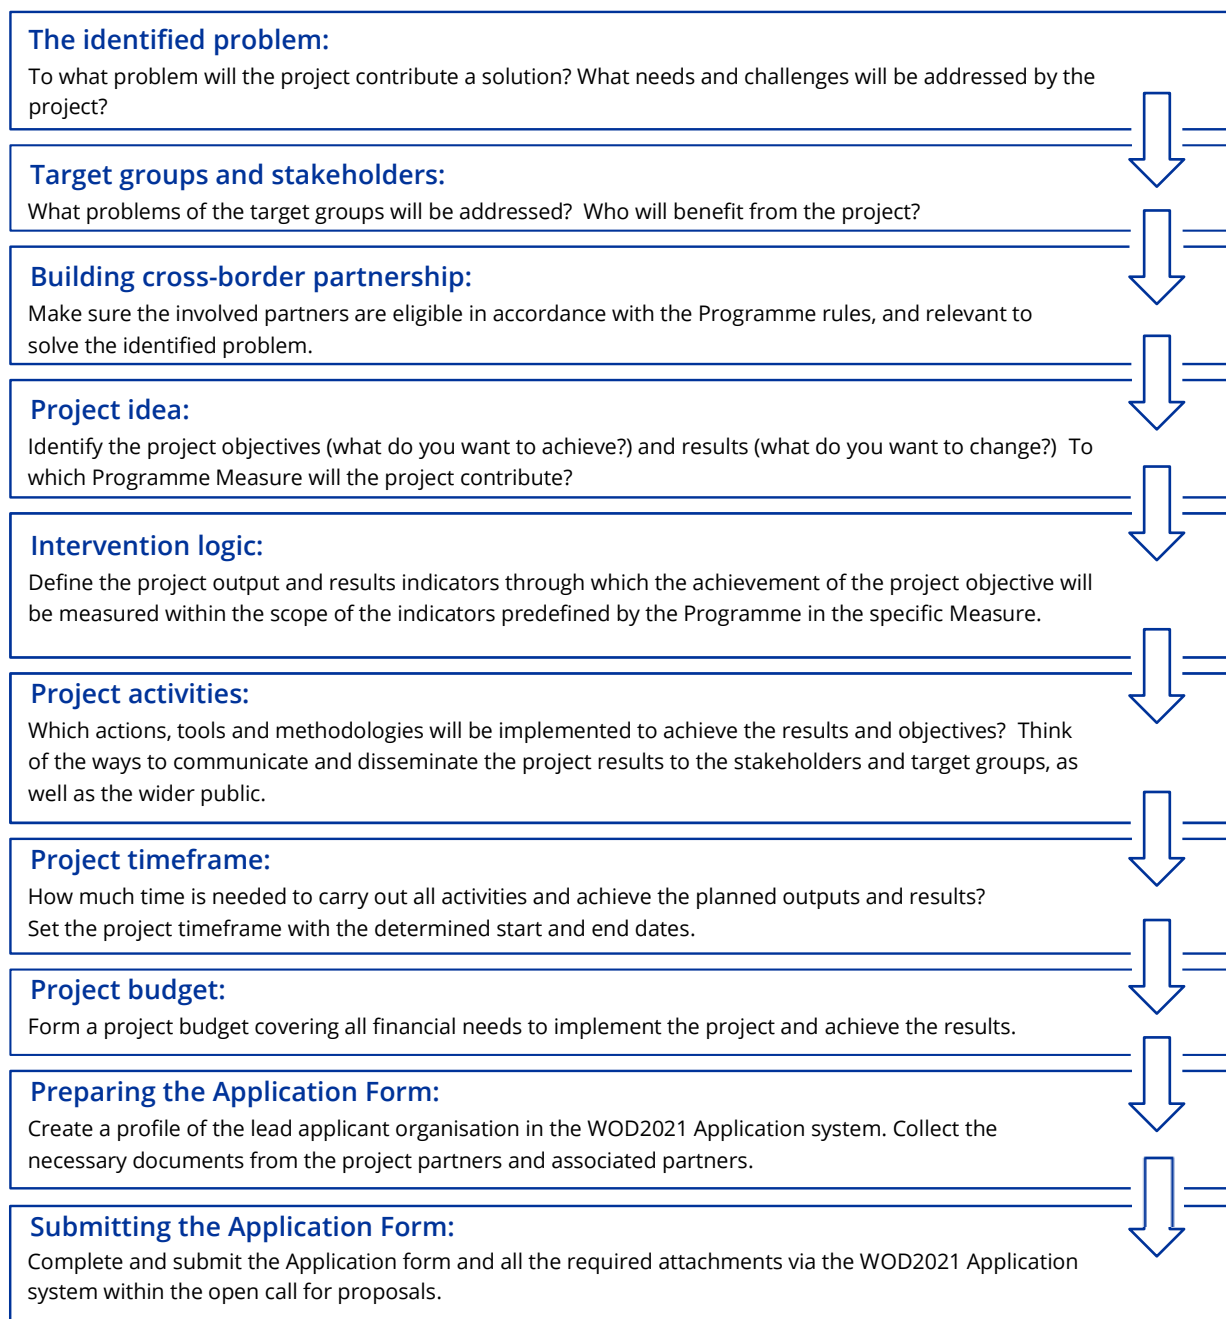 The identified problem:
To what problem will the project contribute a solution? What needs and challenges will be addressed by the
project?
Target groups and stakeholders:
What problems of the target groups will be addressed?  Who will benefit from the project?
Building cross-border partnership:
Make sure the involved partners are eligible in accordance with the Programme rules, and relevant to
solve the identified problem.
Project idea:
Identify the project objectives (what do you want to achieve?) and results (what do you want to change?)  To
which Programme Measure will the project contribute?
Intervention logic:
Define the project output and results indicators through which the achievement of the project objective will
be measured within the scope of the indicators predefined by the Programme in the specific Measure.
Project activities:
Which actions, tools and methodologies will be implemented to achieve the results and objectives?  Think
of the ways to communicate and disseminate the project results to the stakeholders and target groups, as
well as the wider public.
Project timeframe:
How much time is needed to carry out all activities and achieve the planned outputs and results?
Set the project timeframe with the determined start and end dates.
Project budget:
Form a project budget covering all financial needs to implement the project and achieve the results.
Preparing the Application Form:
Create a profile of the lead applicant organisation in the WOD2021 Application system. Collect the
necessary documents from the project partners and associated partners.
Submitting the Application Form:
Complete and submit the Application form and all the required attachments via the WOD2021 Application
system within the open call for proposals.